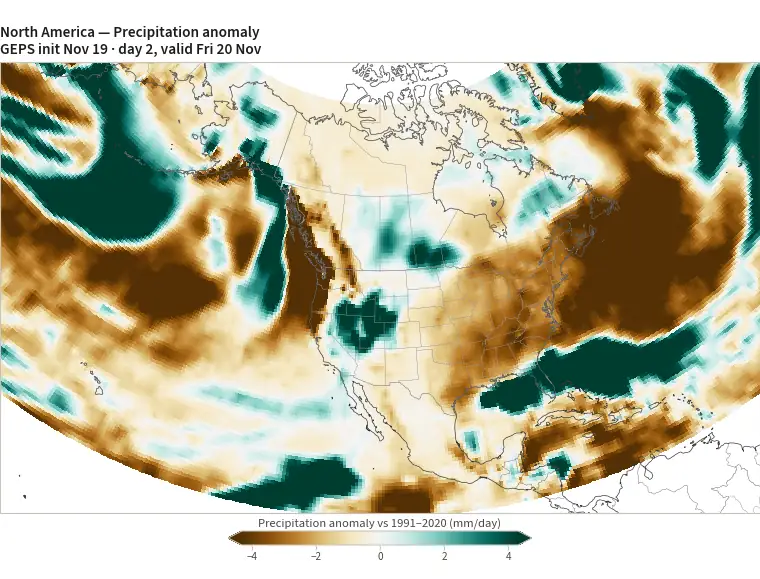 North America — Precipitation anomaly
GEPS init Nov 19 · day 2, valid Fri 20 Nov
Precipitation anomaly vs 1991–2020 (mm/day)
−4 −2 0 2 4